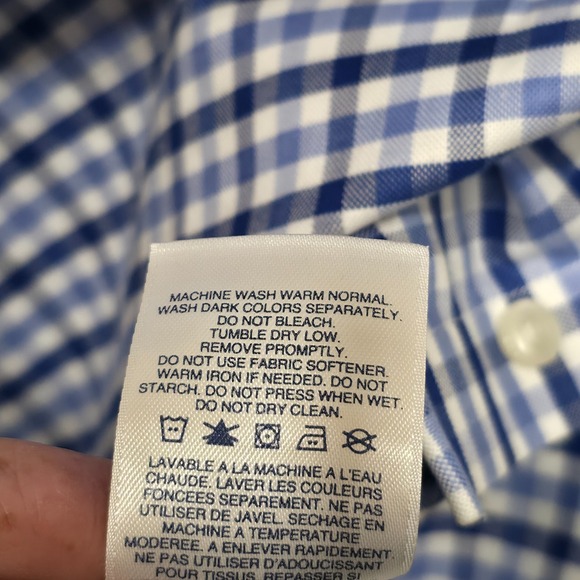 MACHINE WASH WARM NORMAL.
WASH DARK COLORS SEPARATELY.
DO NOT BLEACH.
TUMBLE DRY LOW.
REMOVE PROMPTLY.
DO NOT USE FABRIC SOFTENER.
WARM IRON IF NEEDED. DO NOT
STARCH. DO NOT PRESS WHEN WET.
DO NOT DRY CLEAN.
LAVABLE A LA MACHINE A L'EAU
CHAUDE. LAVER LES COULEURS
FONCEES SEPAREMENT. NE PAS
UTILISER DE JAVEL. SECHAGE EN
MACHINE A TEMPERATURE
MODEREE. A ENLEVER RAPIDEMENT.
NE PAS UTILISER D'ADOUCISSANT
POUR TISSUS. REPASSER SI